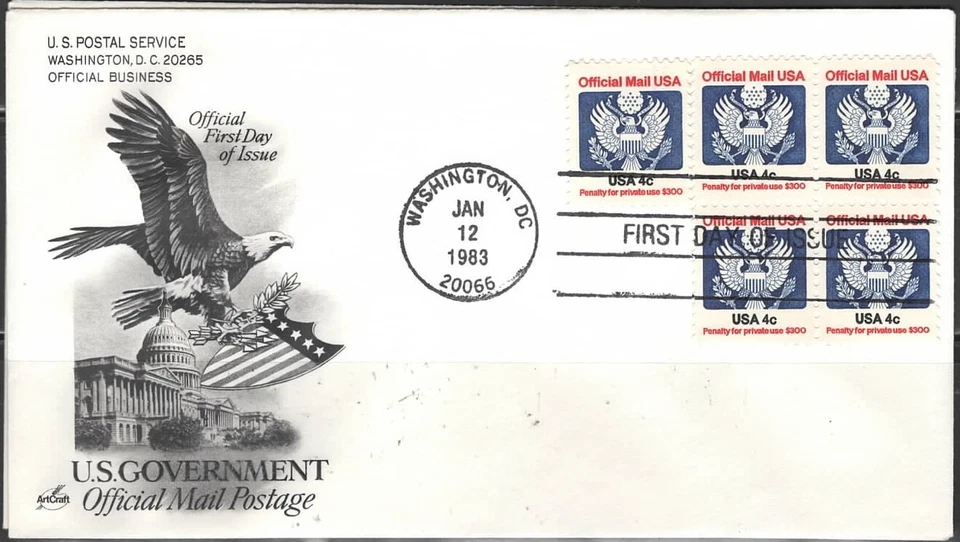 U.S. POSTAL SERVICE
WASHINGTON, D.C. 20265
OFFICIAL BUSINESS
Official
First Day
of Issue
U.S. GOVERNMENT
Official Mail Postage
ArtCraft
WASHINGTON, DC
JAN
12
1983
20066
Official Mail USA
USA 4c
Penalty for private use $300
Official Mail USA
USA 4c
Penalty for private use $300
Official Mail USA
USA 4c
Penalty for private use $300
FIRST DAY OF ISSUE
Official Mail USA
USA 4c
Penalty for private use $300
Official Mail USA
USA 4c
Penalty for private use $300